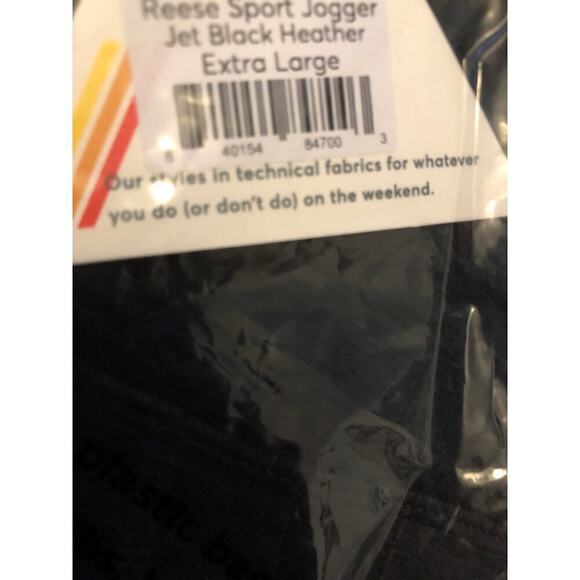 Reese Sport Jogger
Jet Black Heather
Extra Large
8 40154 84700 3
Our styles in technical fabrics for whatever
you do (or don't do) on the weekend.
plastic